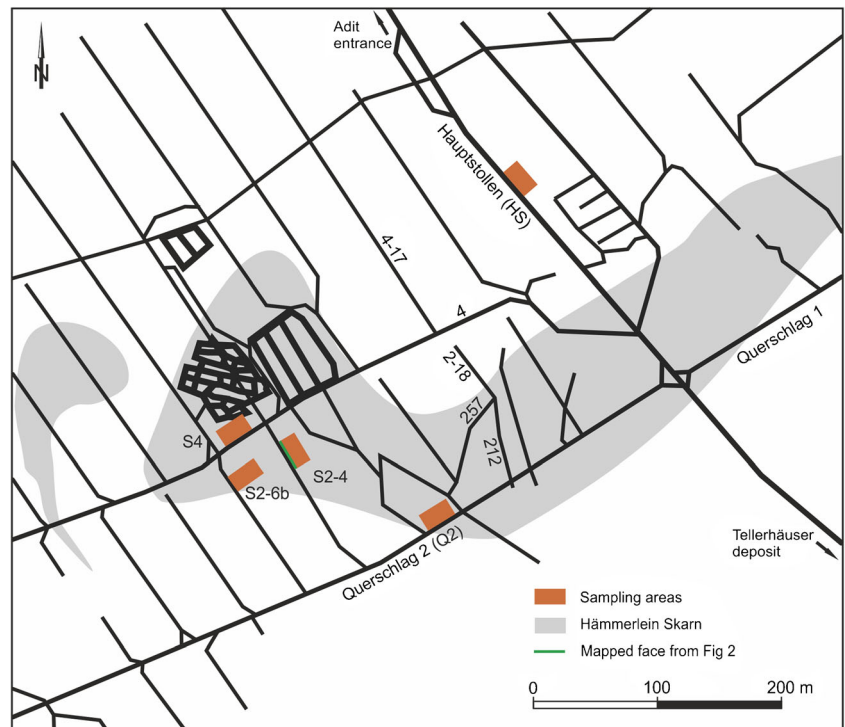 Adit
entrance
N
Hauptstollen (HS)
4-17
4
Querschlag 1
2-18
257
212
S4
S2-4
S2-6b
Querschlag 2 (Q2)
Tellerhäuser
deposit
Sampling areas
Hämmerlein Skarn
Mapped face from Fig 2
0 100 200 m